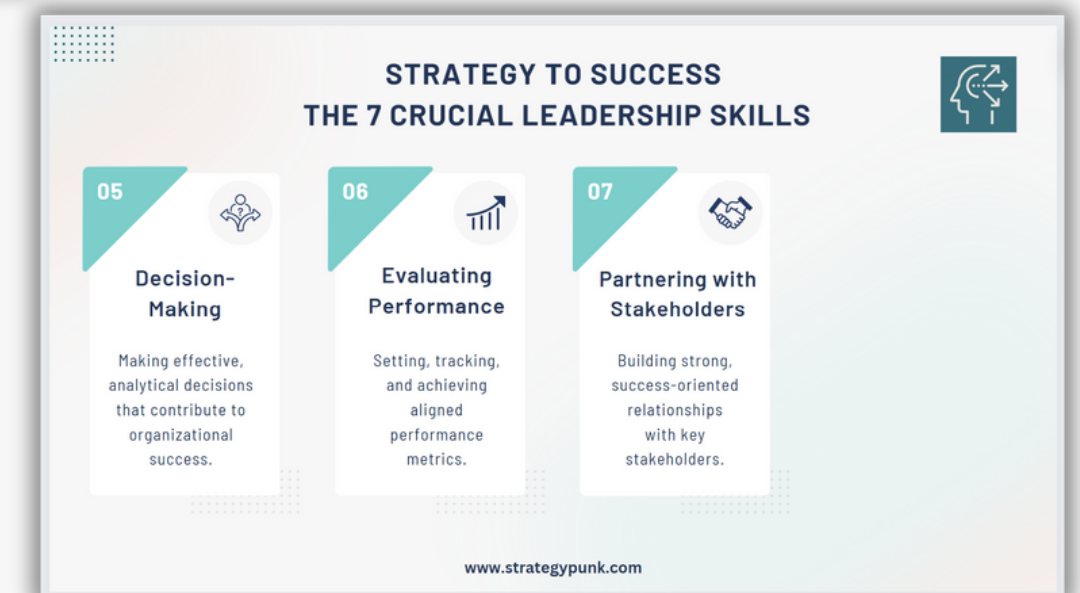 STRATEGY TO SUCCESS
THE 7 CRUCIAL LEADERSHIP SKILLS
05
Decision-
Making
Making effective,
analytical decisions
that contribute to
organizational
success.
06
Evaluating
Performance
Setting, tracking,
and achieving
aligned
performance
metrics.
07
Partnering with
Stakeholders
Building strong,
success-oriented
relationships
with key
stakeholders.
www.strategypunk.com